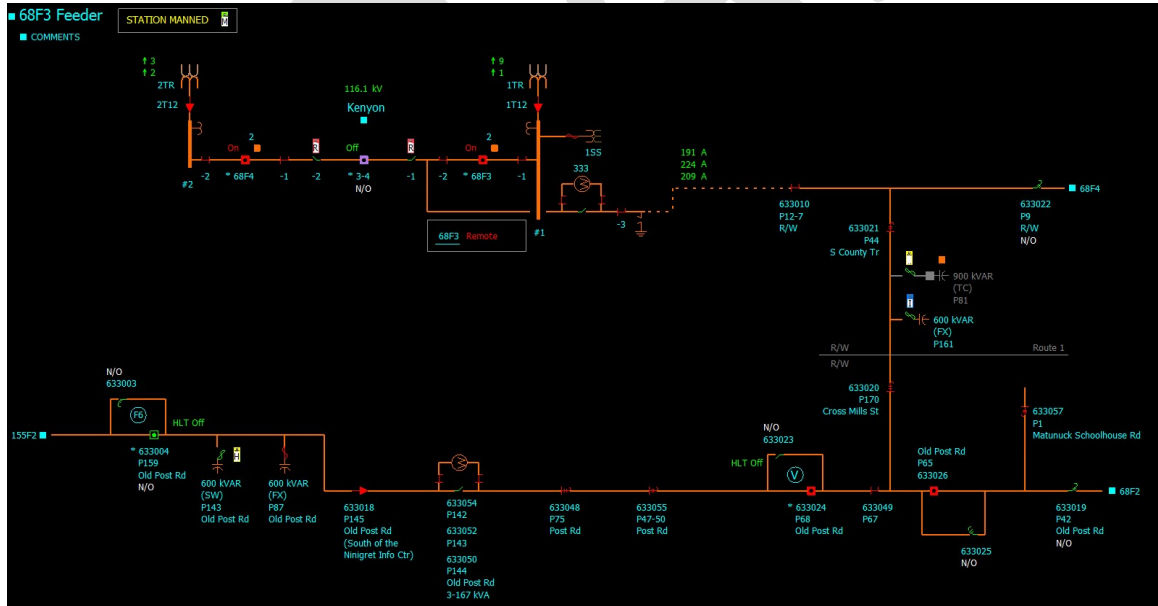 68F3 Feeder
STATION MANNED
M
COMMENTS
↑ 3
↑ 2
2TR
2T12
116.1 kV
Kenyon
↑ 9
↑ 1
1TR
1T12
On
2
R
Off
R
On
2
1SS
333
191 A
224 A
209 A
-2
* 68F4
-1
-2
* 3-4
N/O
-1
-2
* 68F3
-1
#2
#1
-3
68F3 Remote
633010
P12-7
R/W
633022
P9
R/W
N/O
68F4
633021
P44
S County Tr
900 kVAR
(TC)
P81
600 kVAR
(FX)
P161
R/W
Route 1
R/W
633020
P170
Cross Mills St
633057
P1
Matunuck Schoolhouse Rd
N/O
633003
F6
HLT Off
155F2
* 633004
P159
Old Post Rd
N/O
600 kVAR
(SW)
P143
Old Post Rd
600 kVAR
(FX)
P87
Old Post Rd
633018
P145
Old Post Rd
(South of the
Ninigret Info Ctr)
633054
P142
633052
P143
633050
P144
Old Post Rd
3-167 kVA
633048
P75
Post Rd
633055
P47-50
Post Rd
N/O
633023
HLT Off
V
* 633024
P68
Old Post Rd
633049
P67
Old Post Rd
P65
633026
633025
N/O
633019
P42
Old Post Rd
N/O
68F2